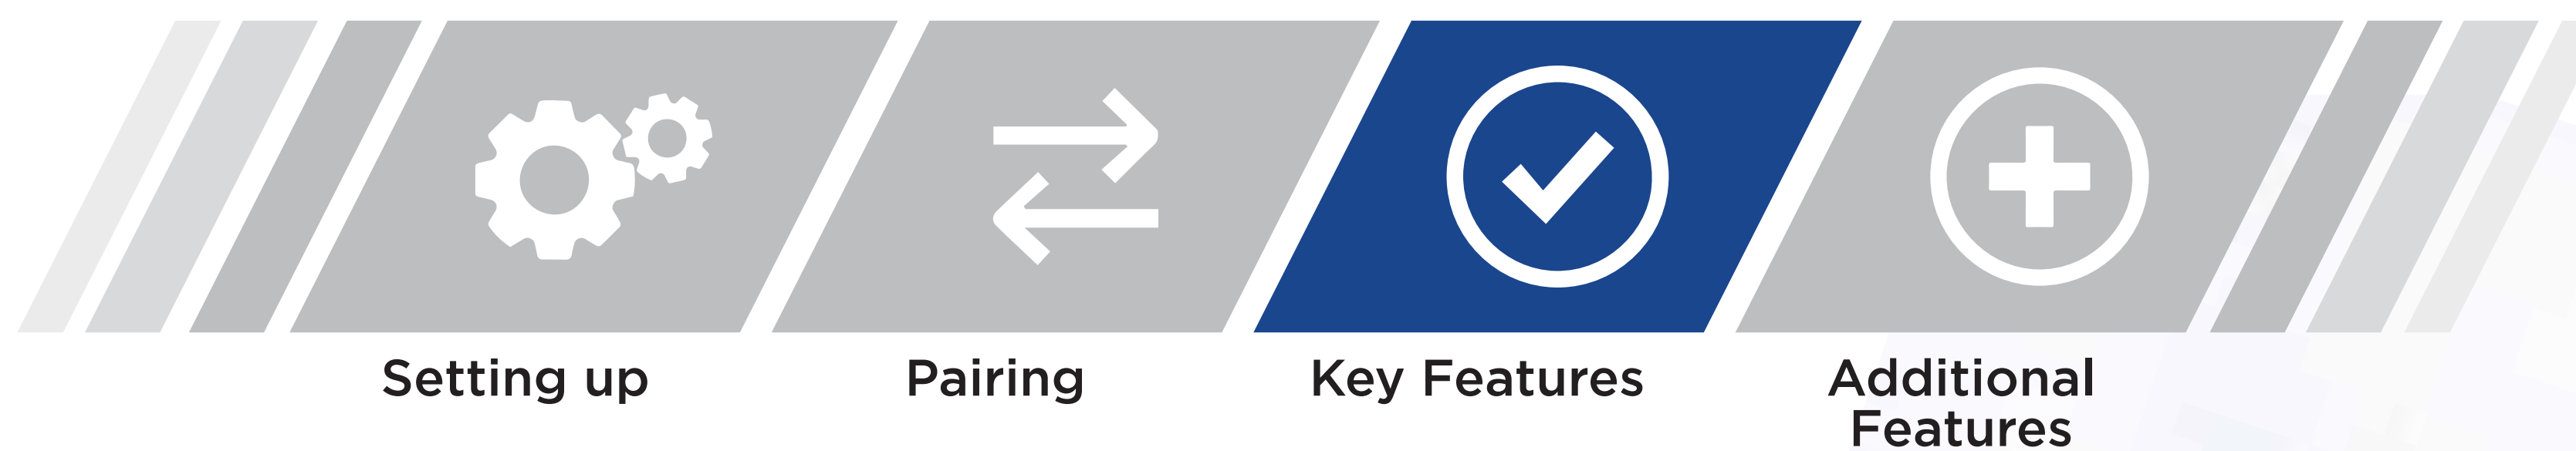 Setting up
Pairing
Key Features
Additional
Features